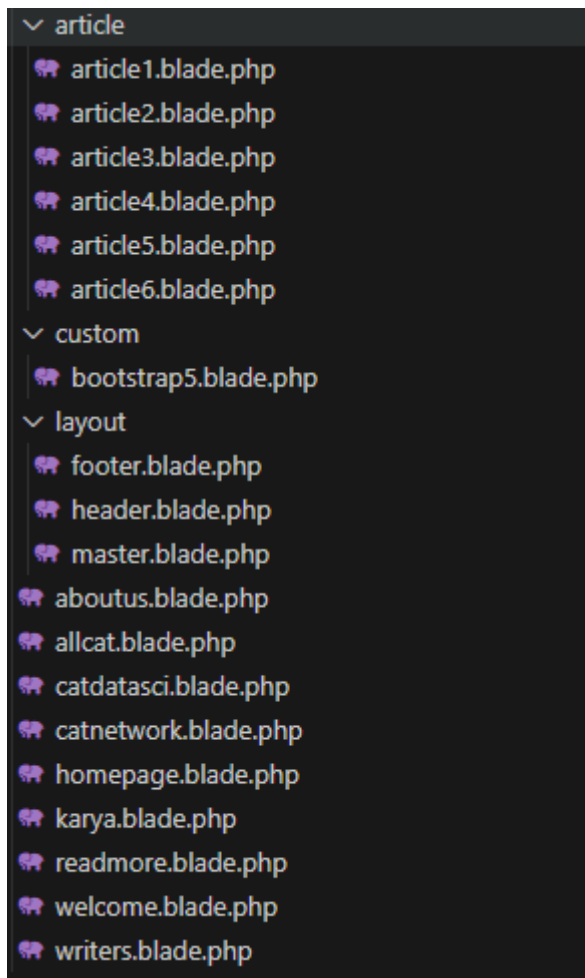 article
article1.blade.php
article2.blade.php
article3.blade.php
article4.blade.php
article5.blade.php
article6.blade.php
custom
bootstrap5.blade.php
layout
footer.blade.php
header.blade.php
master.blade.php
aboutus.blade.php
allcat.blade.php
catdatasci.blade.php
catnetwork.blade.php
homepage.blade.php
karya.blade.php
readmore.blade.php
welcome.blade.php
writers.blade.php